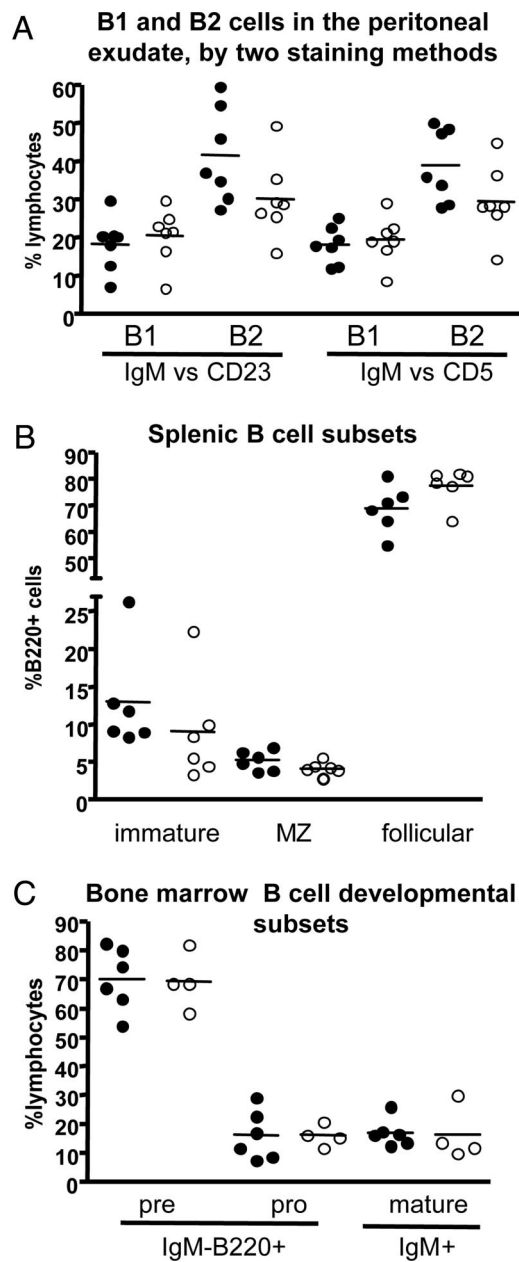 A
B1 and B2 cells in the peritoneal
exudate, by two staining methods
% lymphocytes
60
50
40
30
20
10
0
B1 B2 B1 B2
IgM vs CD23 IgM vs CD5
B
Splenic B cell subsets
%B220+ cells
90
80
70
60
50
25
20
15
10
5
0
immature MZ follicular
C
Bone marrow B cell developmental
subsets
%lymphocytes
90
80
70
60
50
40
30
20
10
0
pre pro mature
IgM-B220+ IgM+